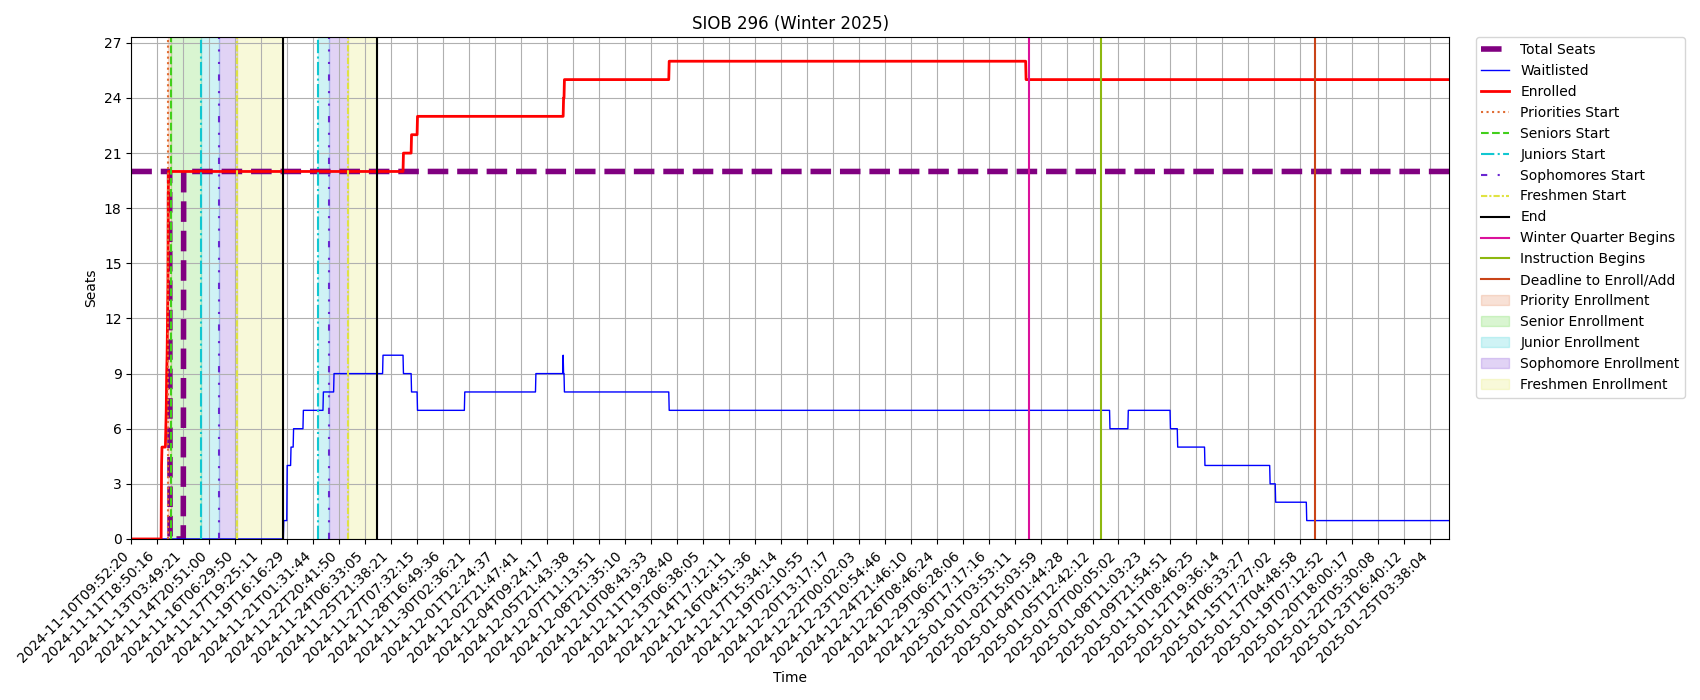 SIOB 296 (Winter 2025)
27
24
21
18
15
12
9
6
3
0
Seats
2024-11-10T09:52:20
2024-11-11T18:50:16
2024-11-13T03:49:21
2024-11-14T20:51:00
2024-11-16T06:29:50
2024-11-17T19:25:11
2024-11-19T16:16:29
2024-11-21T01:31:44
2024-11-22T20:41:50
2024-11-24T06:33:05
2024-11-25T21:38:21
2024-11-27T07:32:15
2024-11-28T16:49:36
2024-11-30T02:36:21
2024-12-01T12:24:37
2024-12-02T21:47:41
2024-12-04T09:24:17
2024-12-05T21:43:38
2024-12-07T11:13:51
2024-12-08T21:35:10
2024-12-10T08:43:33
2024-12-11T19:28:40
2024-12-13T06:38:05
2024-12-14T17:12:11
2024-12-16T04:51:36
2024-12-17T15:34:14
2024-12-19T02:10:55
2024-12-20T13:17:17
2024-12-22T00:02:03
2024-12-23T10:54:46
2024-12-24T21:46:10
2024-12-26T08:46:24
2024-12-29T06:28:06
2024-12-30T17:17:16
2025-01-01T03:53:11
2025-01-02T15:03:59
2025-01-04T01:44:28
2025-01-05T12:42:12
2025-01-07T00:05:02
2025-01-08T11:03:23
2025-01-09T21:54:51
2025-01-11T08:46:25
2025-01-12T19:36:14
2025-01-14T06:33:27
2025-01-15T17:27:02
2025-01-17T04:48:58
2025-01-19T07:12:52
2025-01-20T18:00:17
2025-01-22T05:30:08
2025-01-23T16:40:12
2025-01-25T03:38:04
Time
Total Seats
Waitlisted
Enrolled
Priorities Start
Seniors Start
Juniors Start
Sophomores Start
Freshmen Start
End
Winter Quarter Begins
Instruction Begins
Deadline to Enroll/Add
Priority Enrollment
Senior Enrollment
Junior Enrollment
Sophomore Enrollment
Freshmen Enrollment